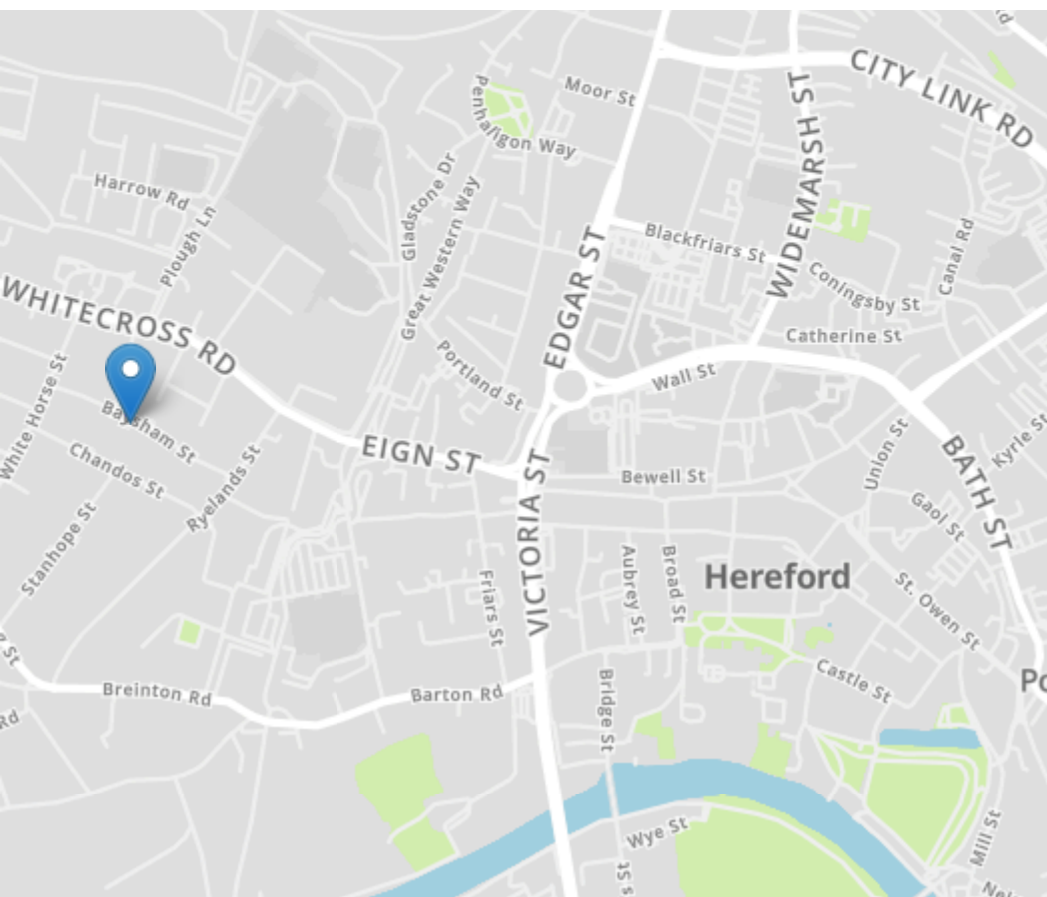 Moor St
CITY LINK RD
Penhaligon Way
WIDEMARSH ST
Harrow Rd
Plough Ln
Gladstone Dr
Great Western Way
EDGAR ST
Blackfriars St
Canal Rd
Coningsby St
WHITECROSS RD
Catherine St
Portland St
Wall St
White Horse St
Baysham St
Chandos St
Ryelands St
EIGN ST
Bewell St
Union St
Kyrle St
BATH ST
Gaol St
Stanhope St
VICTORIA ST
Friars St
Aubrey St
Broad St
Hereford
St. Owen St
St
Breinton Rd
Barton Rd
Bridge St
Castle St
Rd
Wye St
Mill St
s St